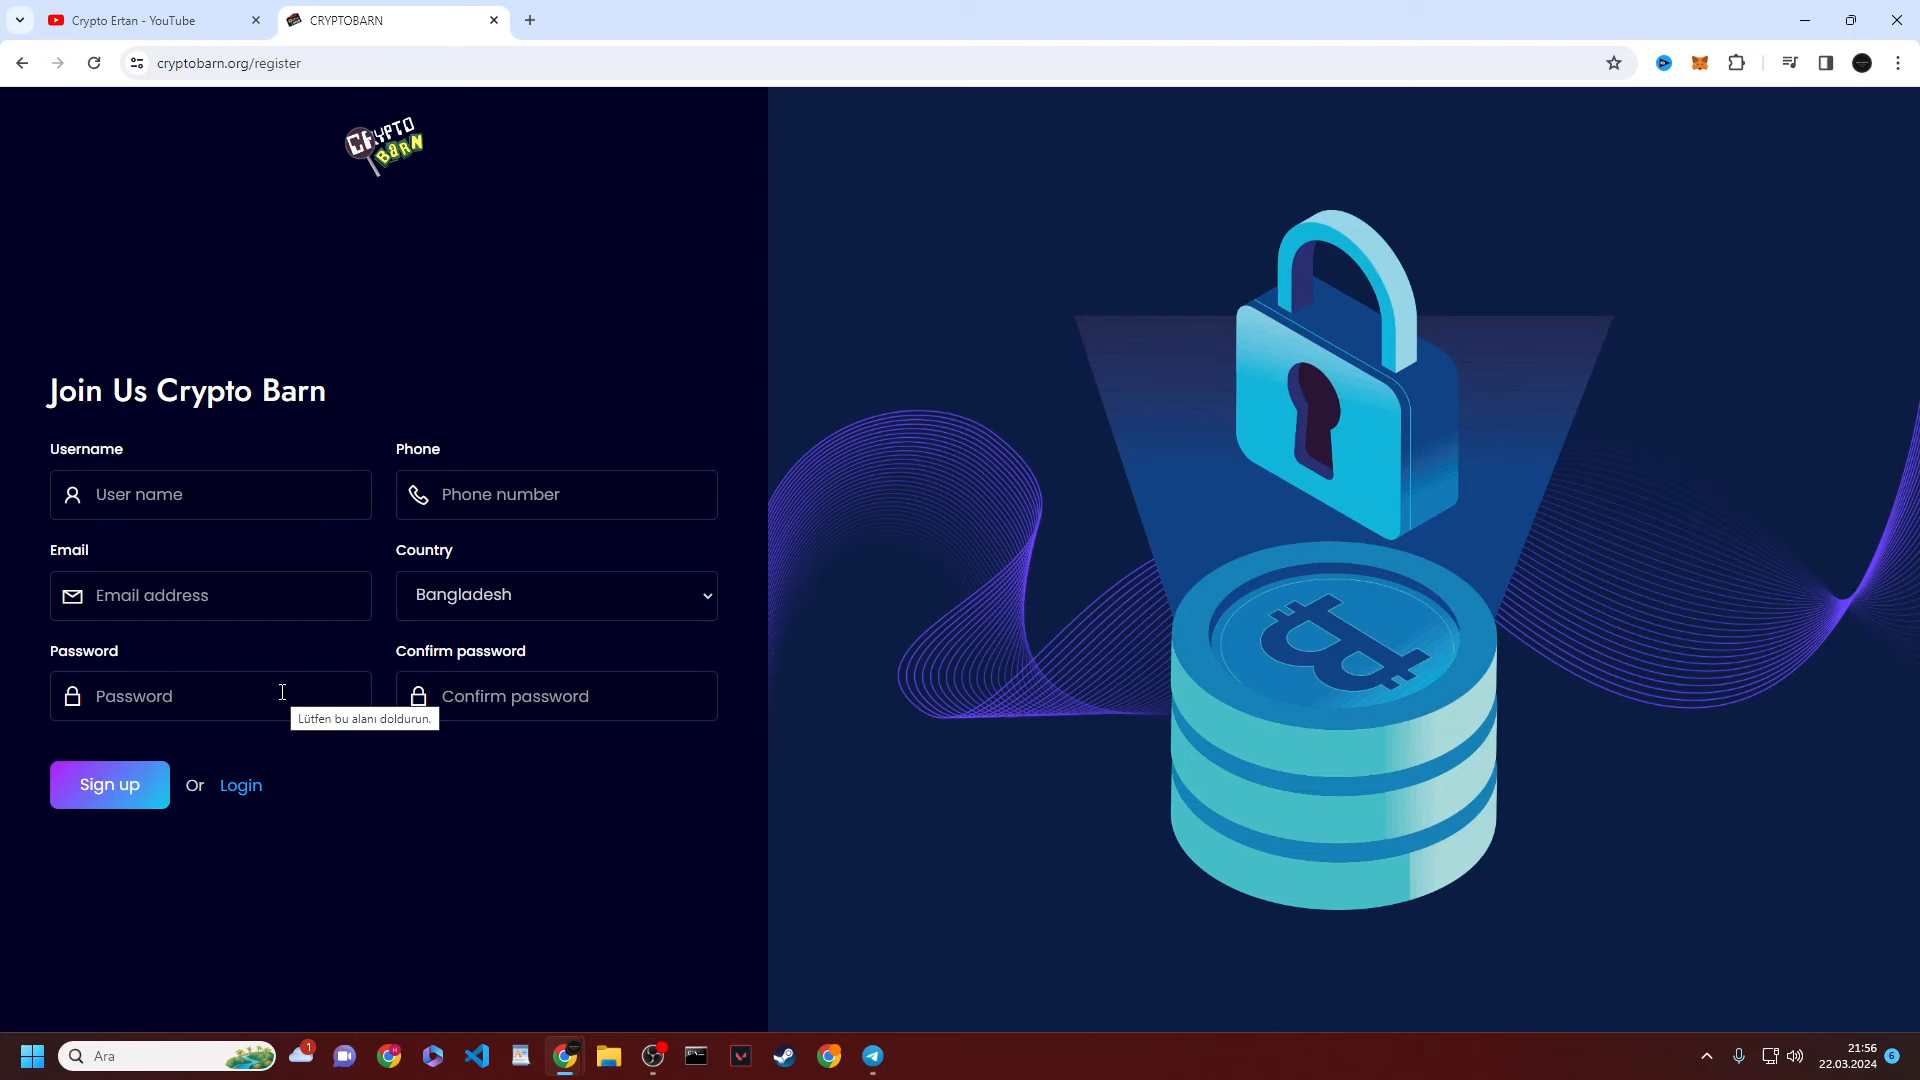 Crypto Ertan - YouTube
CRYPTOBARN
cryptobarn.org/register
CRYPTO
BARN
Join Us Crypto Barn
Username
Phone
User name
Phone number
Email
Country
Email address
Bangladesh
Password
Confirm password
Password
Confirm password
Lütfen bu alanı doldurun.
Sign up
Or
Login
Ara
1
21:56
22.03.2024
6